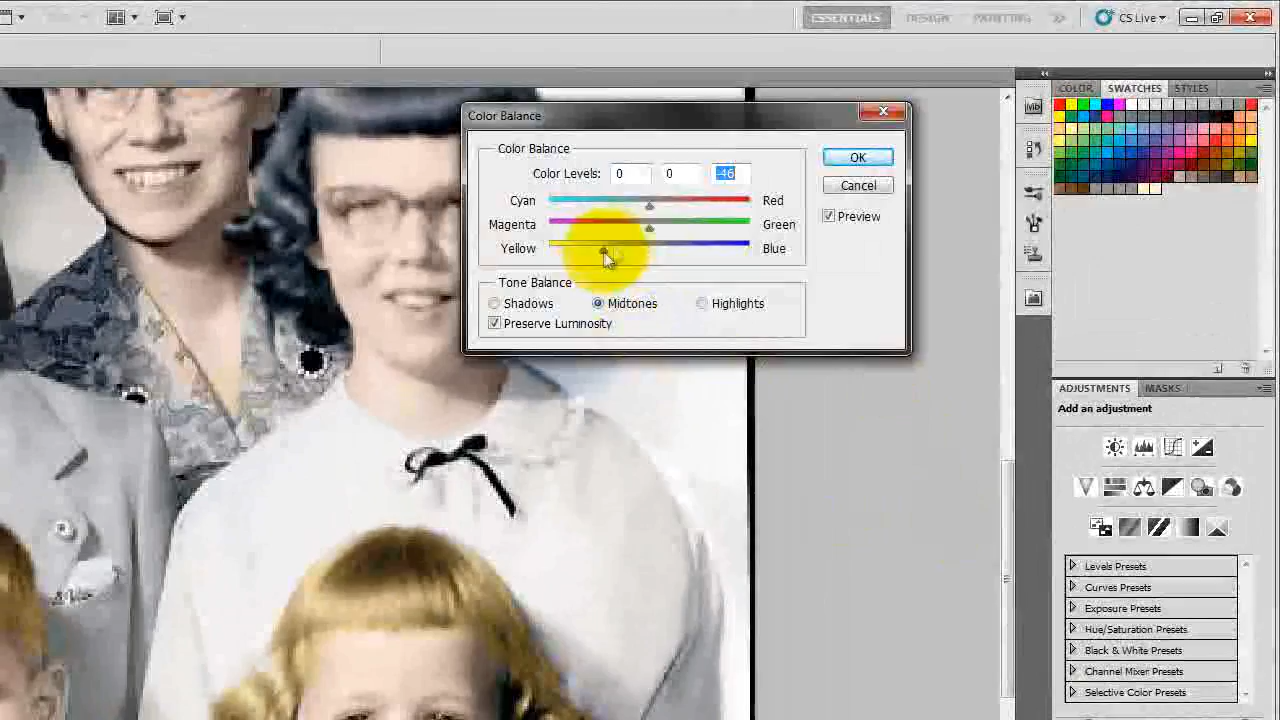 ESSENTIALS DESIGN PAINTING >> CS Live
COLOR SWATCHES STYLES
Mb
Color Balance
Color Balance
Color Levels: 0 0 -46
OK
Cyan Red
Cancel
Magenta Green
Preview
Yellow Blue
Tone Balance
Shadows Midtones Highlights
Preserve Luminosity
ADJUSTMENTS MASKS
Add an adjustment
Levels Presets
Curves Presets
Exposure Presets
Hue/Saturation Presets
Black & White Presets
Channel Mixer Presets
Selective Color Presets